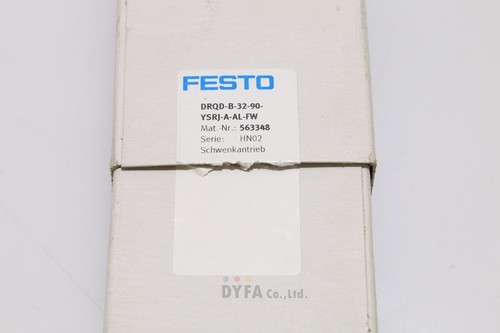 FESTO
DRQD-B-32-90-
YSRJ-A-AL-FW
Mat.-Nr.: 563348
Serie: HN02
Schwenkantrieb
DYFA Co.,Ltd.